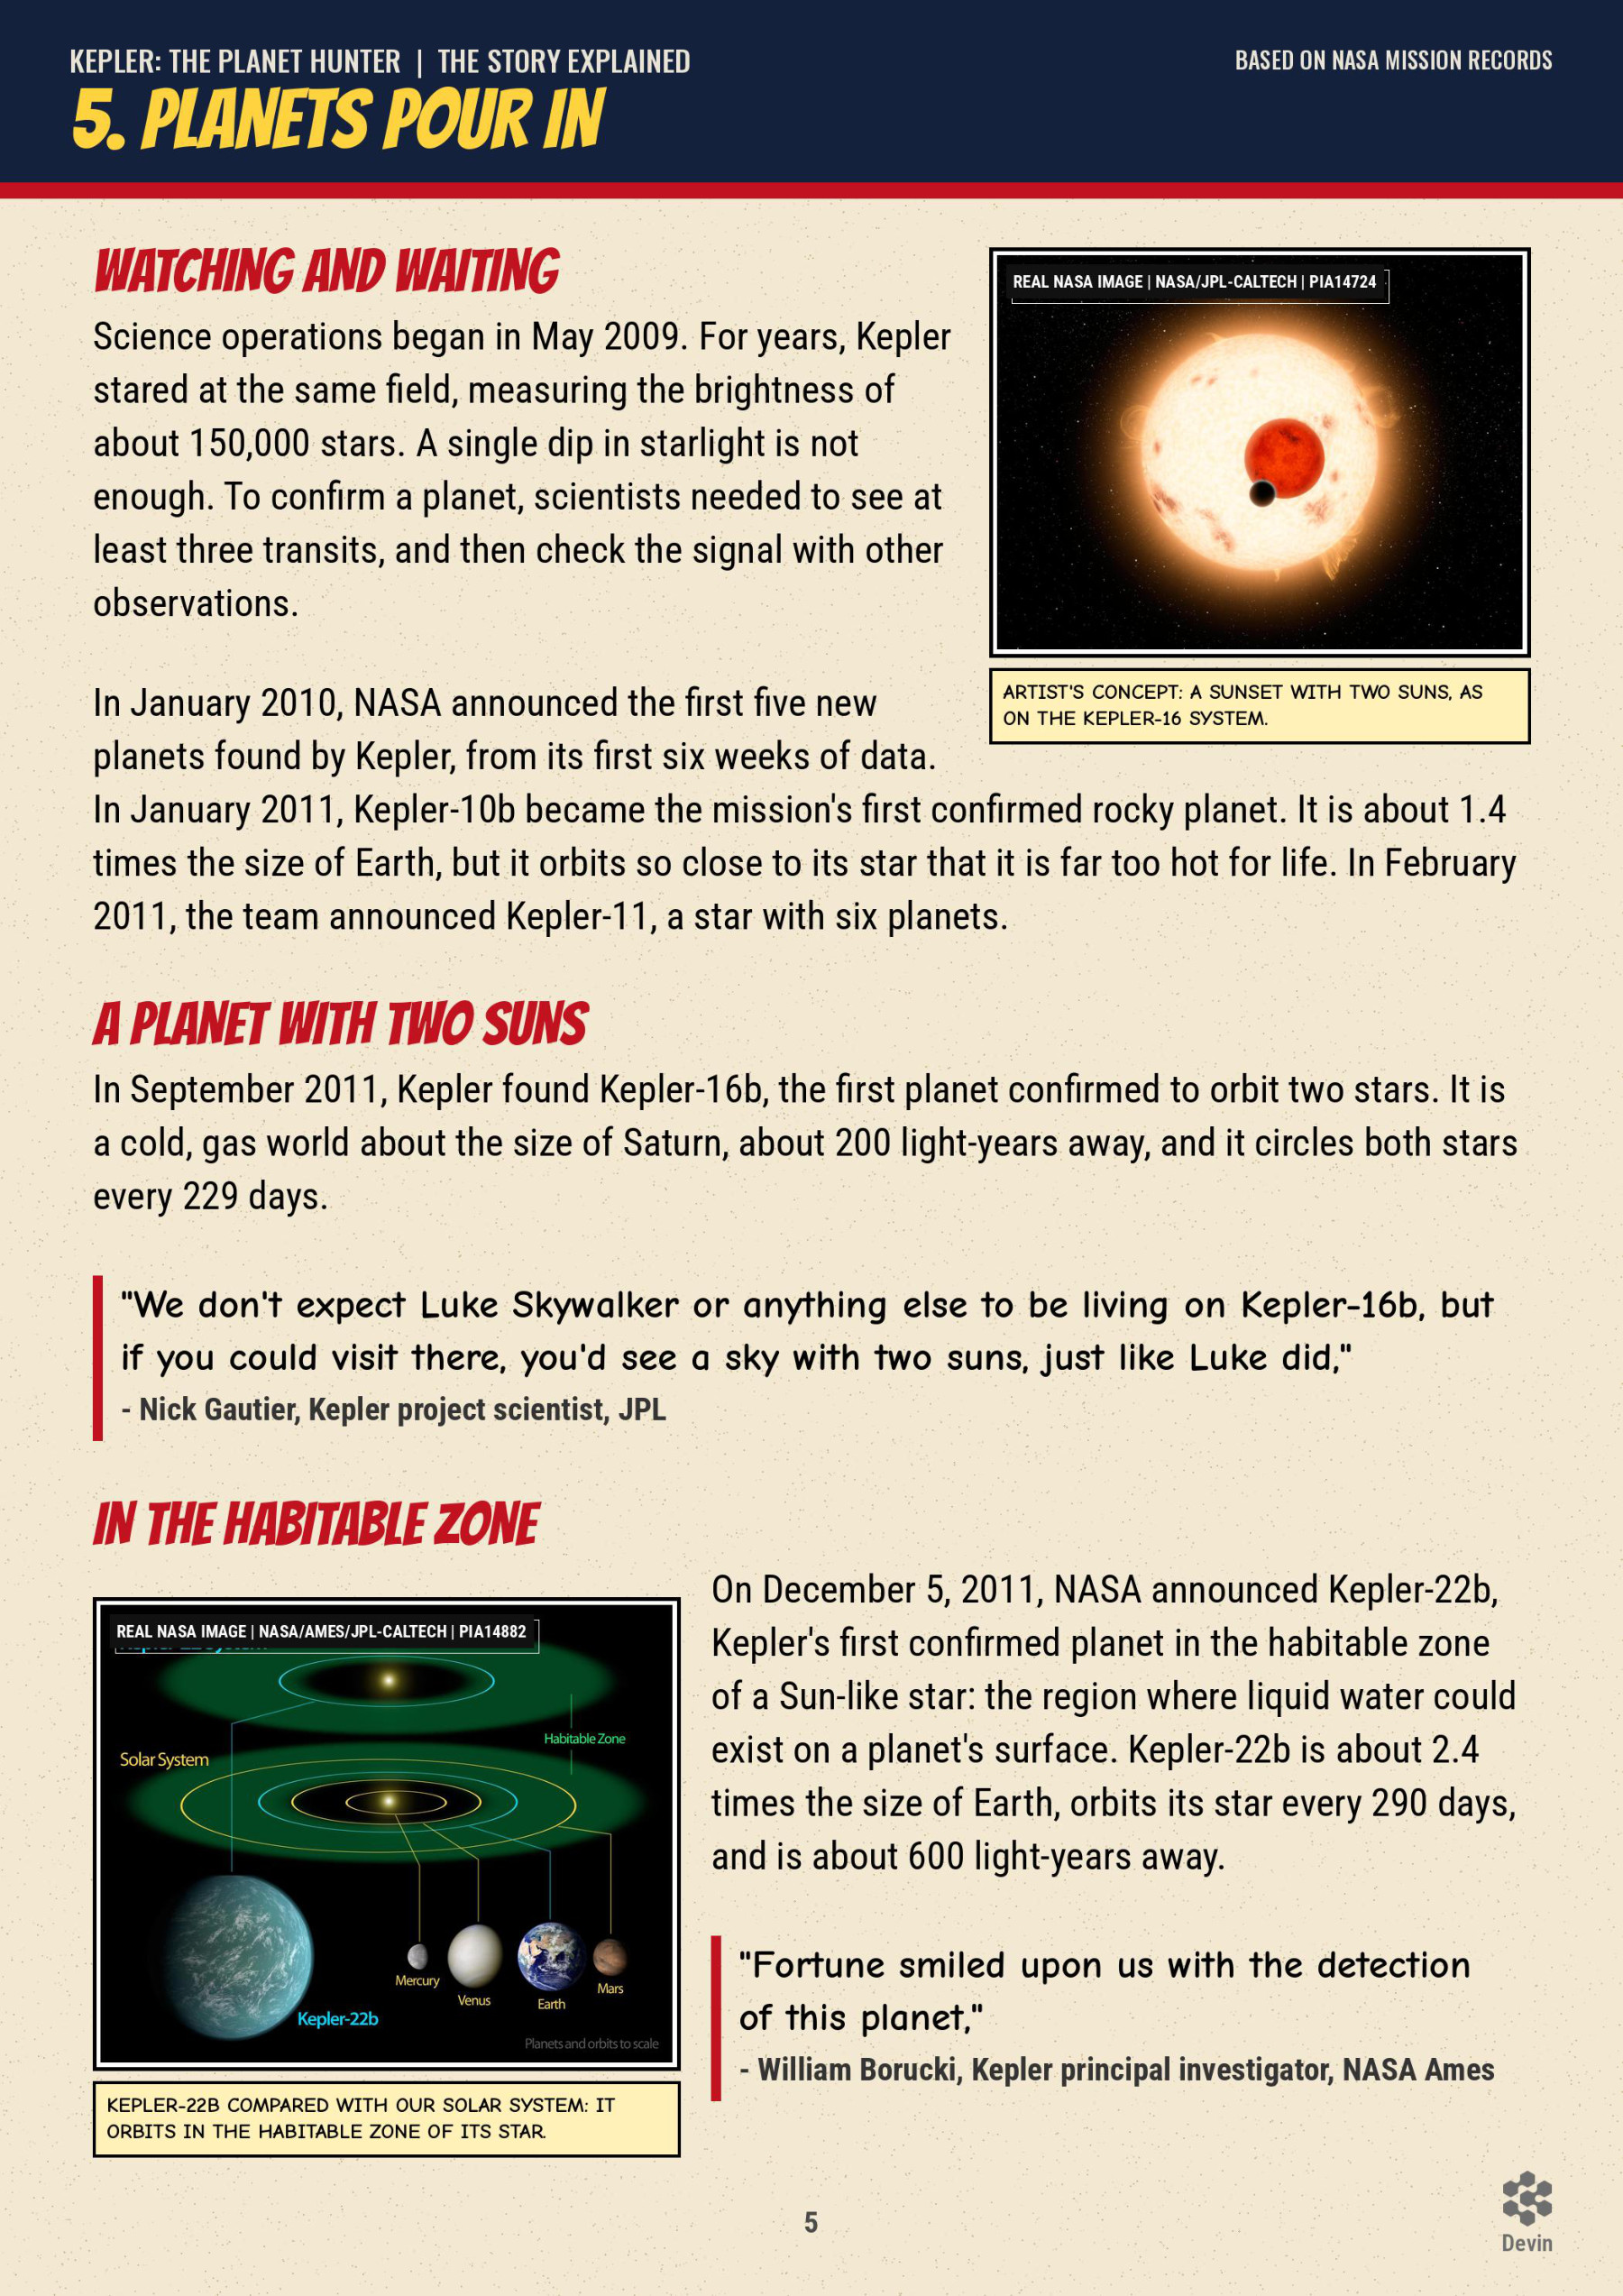 KEPLER: THE PLANET HUNTER | THE STORY EXPLAINED
BASED ON NASA MISSION RECORDS
5. PLANETS POUR IN
WATCHING AND WAITING
Science operations began in May 2009. For years, Kepler
stared at the same field, measuring the brightness of
about 150,000 stars. A single dip in starlight is not
enough. To confirm a planet, scientists needed to see at
least three transits, and then check the signal with other
observations.
REAL NASA IMAGE | NASA/JPL-CALTECH | PIA14724
ARTIST'S CONCEPT: A SUNSET WITH TWO SUNS, AS
ON THE KEPLER-16 SYSTEM.
In January 2010, NASA announced the first five new
planets found by Kepler, from its first six weeks of data.
In January 2011, Kepler-10b became the mission's first confirmed rocky planet. It is about 1.4
times the size of Earth, but it orbits so close to its star that it is far too hot for life. In February
2011, the team announced Kepler-11, a star with six planets.
A PLANET WITH TWO SUNS
In September 2011, Kepler found Kepler-16b, the first planet confirmed to orbit two stars. It is
a cold, gas world about the size of Saturn, about 200 light-years away, and it circles both stars
every 229 days.
"We don't expect Luke Skywalker or anything else to be living on Kepler-16b, but
if you could visit there, you'd see a sky with two suns, just like Luke did,"
- Nick Gautier, Kepler project scientist, JPL
IN THE HABITABLE ZONE
REAL NASA IMAGE | NASA/AMES/JPL-CALTECH | PIA14882
Habitable Zone
Solar System
Mercury
Venus
Earth
Mars
Kepler-22b
Planets and orbits to scale
KEPLER-22B COMPARED WITH OUR SOLAR SYSTEM: IT
ORBITS IN THE HABITABLE ZONE OF ITS STAR.
On December 5, 2011, NASA announced Kepler-22b,
Kepler's first confirmed planet in the habitable zone
of a Sun-like star: the region where liquid water could
exist on a planet's surface. Kepler-22b is about 2.4
times the size of Earth, orbits its star every 290 days,
and is about 600 light-years away.
"Fortune smiled upon us with the detection
of this planet,"
- William Borucki, Kepler principal investigator, NASA Ames
5
Devin